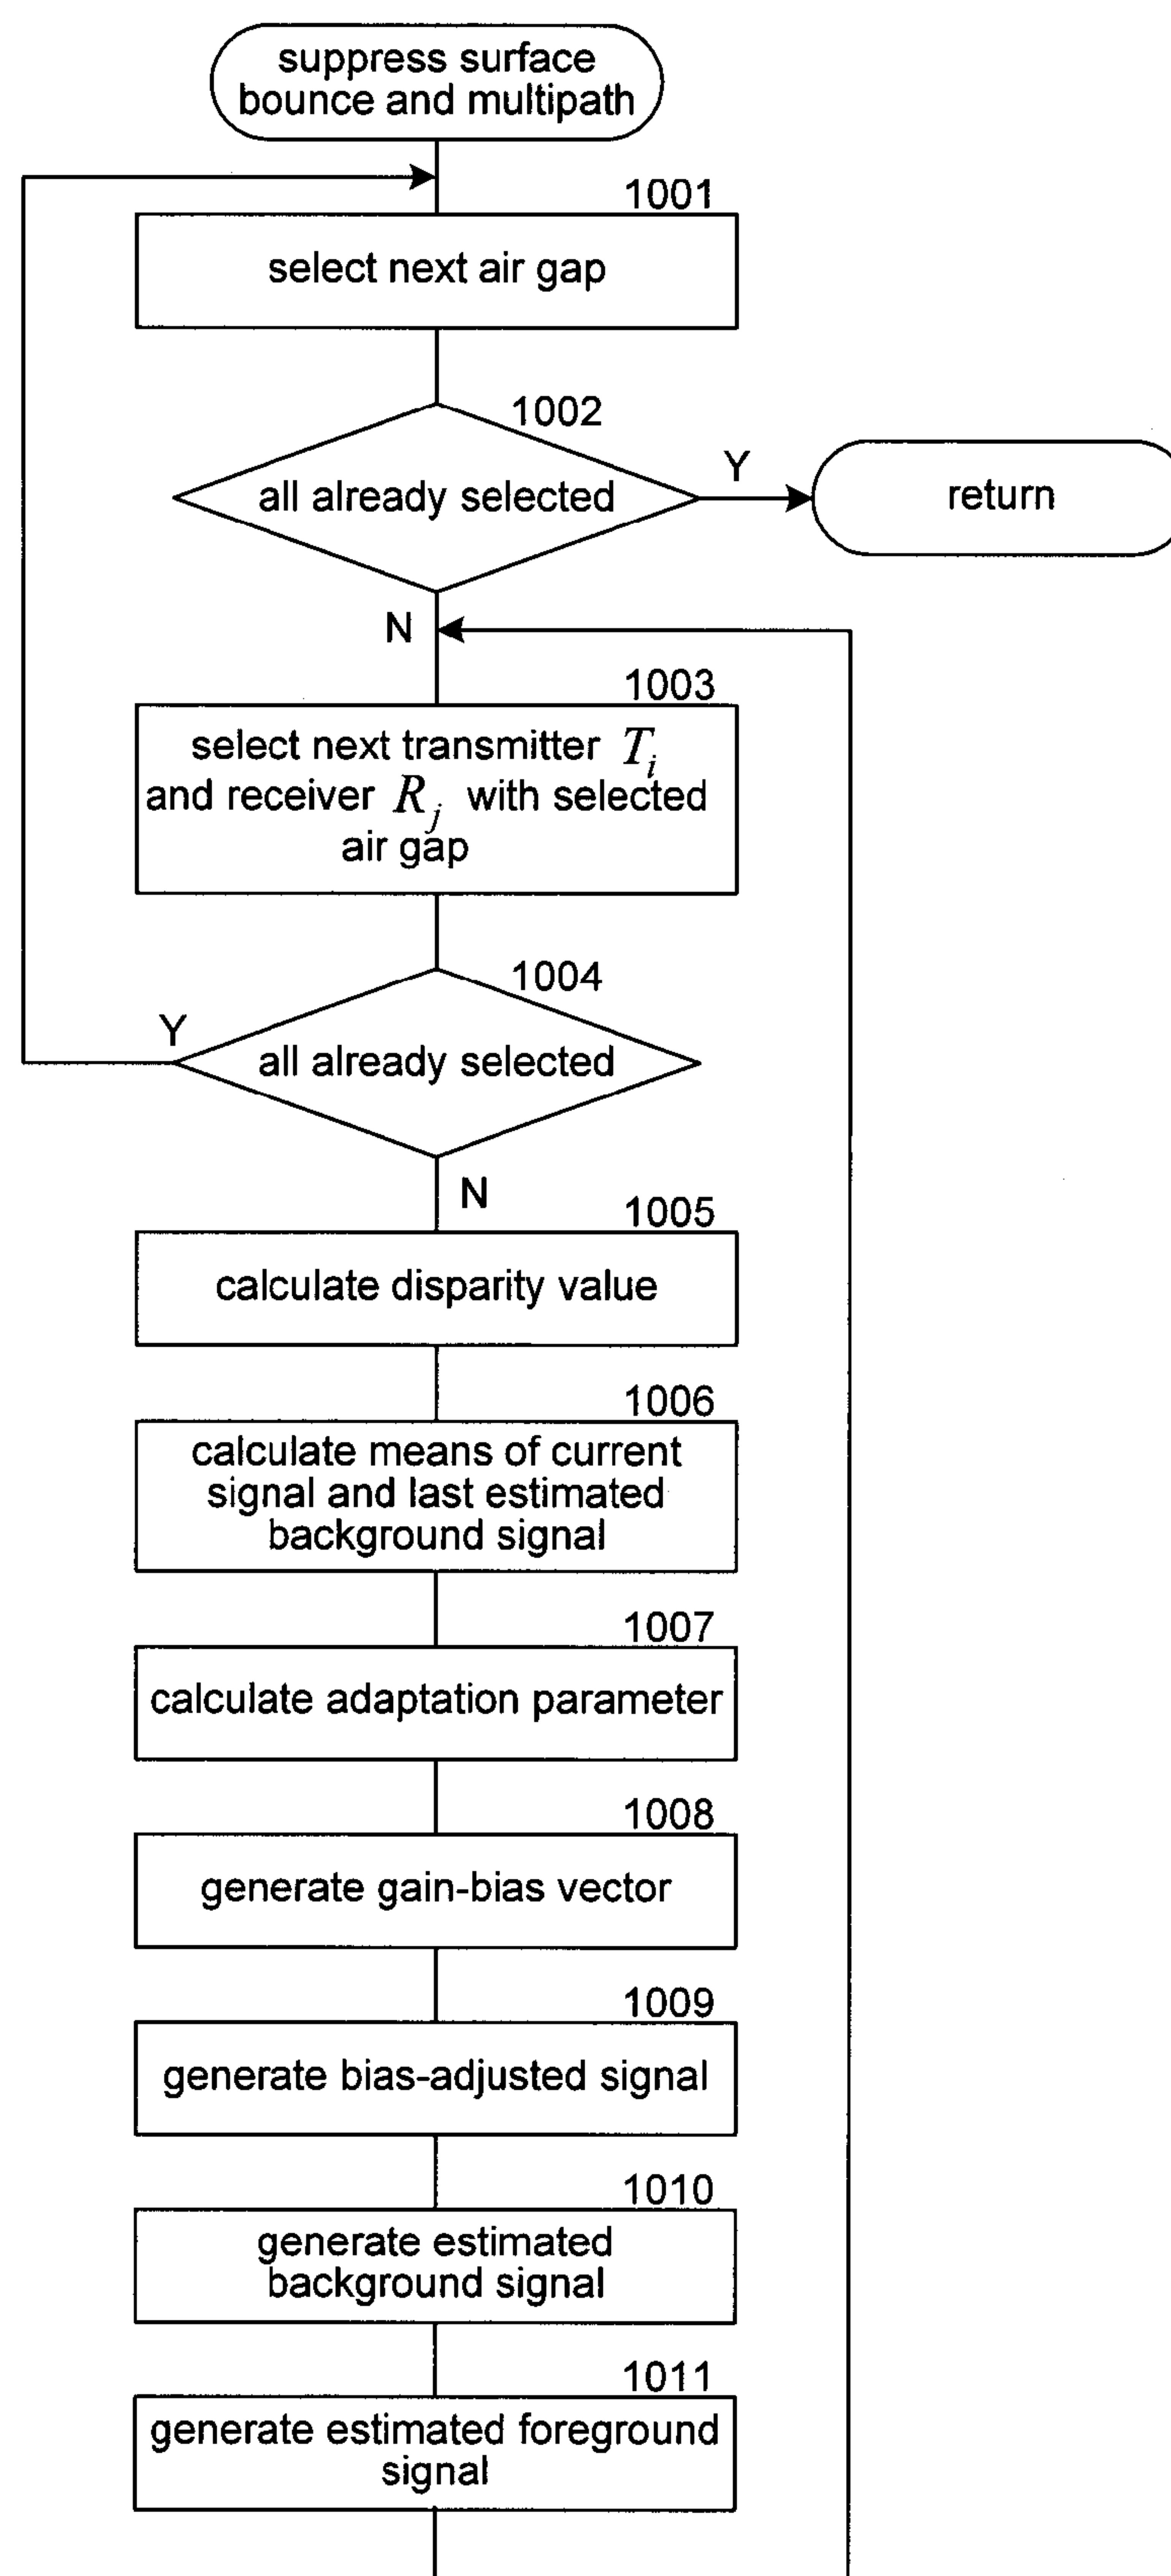 suppress surface
bounce and multipath
1001
select next air gap
1002
all already selected
Y
return
N
1003
select next transmitter T_i
and receiver R_j with selected
air gap
1004
Y
all already selected
N
1005
calculate disparity value
1006
calculate means of current
signal and last estimated
background signal
1007
calculate adaptation parameter
1008
generate gain-bias vector
1009
generate bias-adjusted signal
1010
generate estimated
background signal
1011
generate estimated foreground
signal